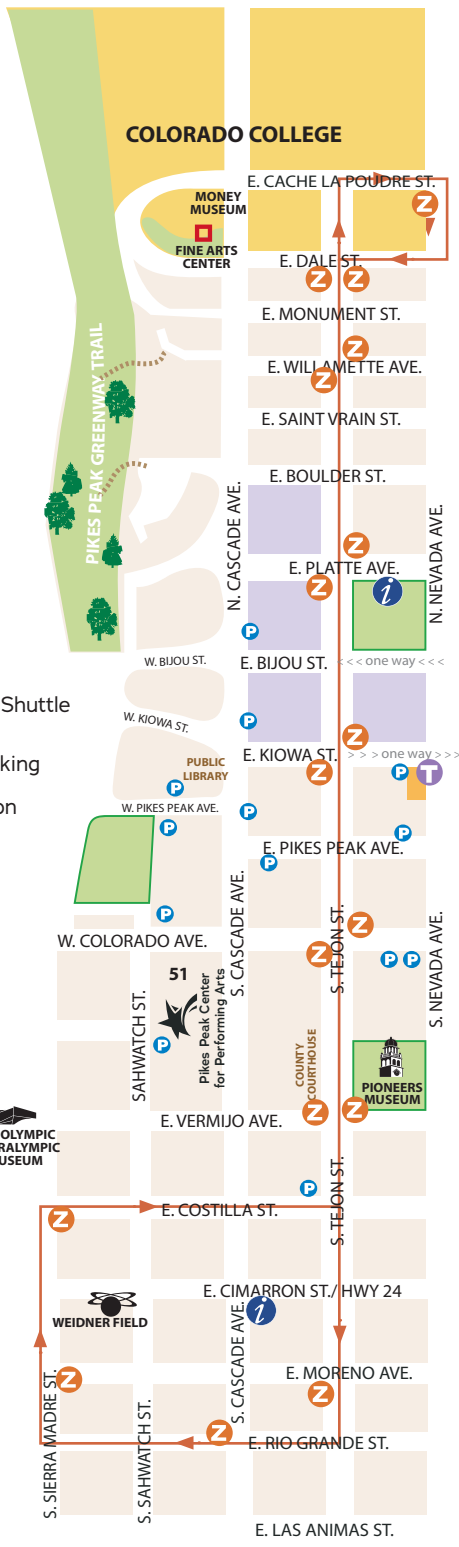 COLORADO COLLEGE
E. CACHE LA POUDRE ST.
MONEY
MUSEUM
Z
FINE ARTS
CENTER
E. DALE ST.
Z Z
E. MONUMENT ST.
Z
E. WILLAMETTE AVE.
Z
E. SAINT VRAIN ST.
PIKES PEAK GREENWAY TRAIL
E. BOULDER ST.
N. CASCADE AVE.
N. NEVADA AVE.
Z
E. PLATTE AVE.
Z
i
P
W. BIJOU ST.
E. BIJOU ST.
< < < one way < < <
Shuttle
W. KIOWA ST.
P
Z
E. KIOWA ST.
> > > one way > > >
king
PUBLIC
LIBRARY
Z
P
T
P
on
W. PIKES PEAK AVE.
P
P
P
E. PIKES PEAK AVE.
P
S. CASCADE AVE.
S. TEJON ST.
S. NEVADA AVE.
P
Z
W. COLORADO AVE.
Z
P P
51
Pikes Peak Center
for Performing Arts
SAHWATCH ST.
P
COUNTY
COURTHOUSE
PIONEERS
MUSEUM
Z Z
E. VERMIJO AVE.
OLYMPIC
RALYMPIC
USEUM
S. TEJON ST.
P
Z
E. COSTILLA ST.
E. CIMARRON ST./ HWY 24
WEIDNER FIELD
S. CASCADE AVE.
i
E. MORENO AVE.
Z
Z
S. SIERRA MADRE ST.
S. SAHWATCH ST.
Z
E. RIO GRANDE ST.
E. LAS ANIMAS ST.